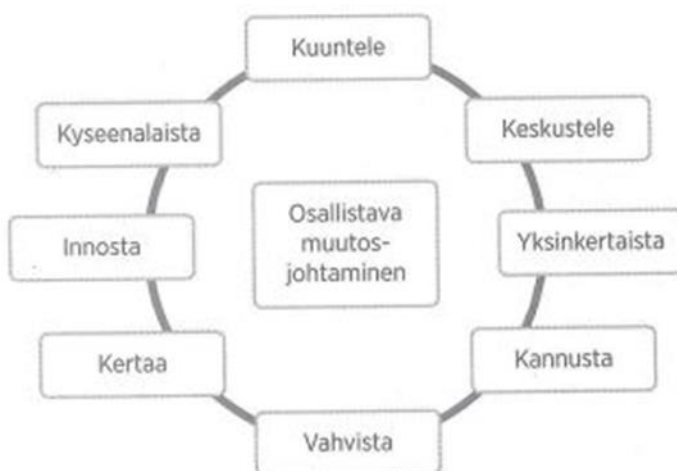 Kuuntele
Keskustele
Yksinkertaista
Kannusta
Vahvista
Kertaa
Innosta
Kyseenalaista
Osallistava
muutos-
johtaminen